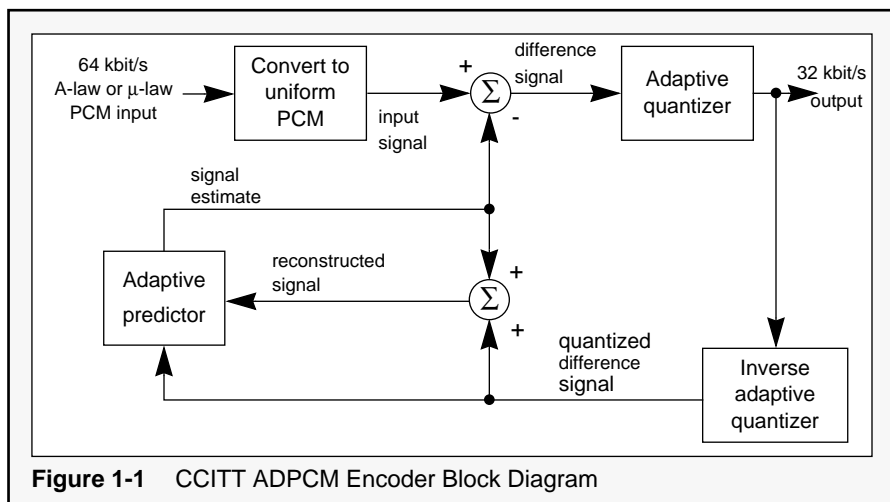 64 kbit/s
A-law or μ-law
PCM input
Convert to
uniform
PCM
input
signal
+
Σ
-
difference
signal
Adaptive
quantizer
32 kbit/s
output
signal
estimate
Adaptive
predictor
reconstructed
signal
+
Σ
+
quantized
difference
signal
Inverse
adaptive
quantizer
Figure 1-1 CCITT ADPCM Encoder Block Diagram